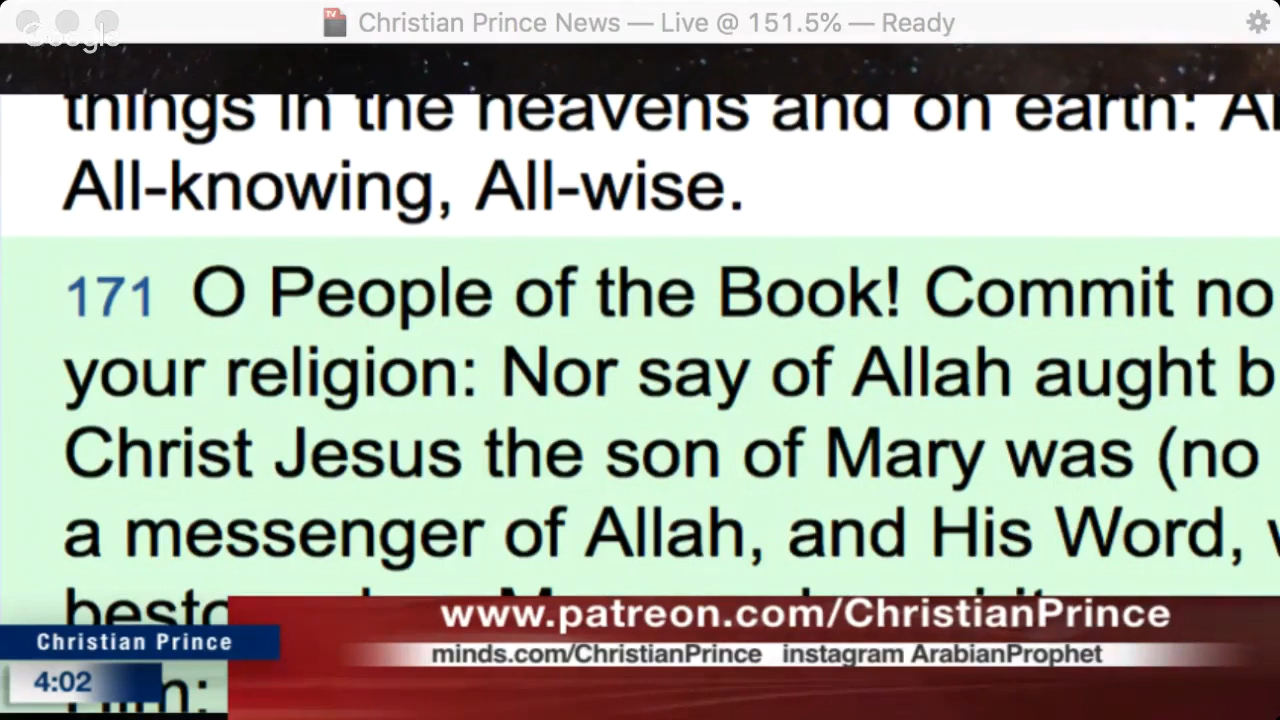 Christian Prince News — Live @ 151.5% — Ready
Google
things in the heavens and on earth:
All-knowing, All-wise.
171 O People of the Book! Commit no
your religion: Nor say of Allah aught b
Christ Jesus the son of Mary was (no
a messenger of Allah, and His Word,
www.patreon.com/ChristianPrince
Christian Prince
minds.com/ChristianPrince instagram ArabianProphet
4:02